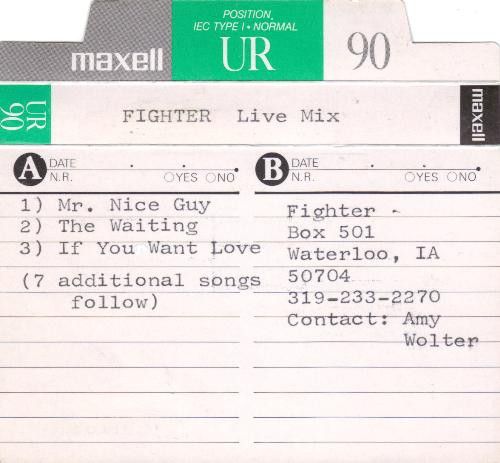 POSITION
IEC TYPE I • NORMAL
maxell UR 90
UR 90 FIGHTER Live Mix maxell
A DATE . . .
N.R. ○YES ○NO
1) Mr. Nice Guy
2) The Waiting
3) If You Want Love
(7 additional songs
follow)
B DATE . . .
N.R. ○YES ○NO
Fighter -
Box 501
Waterloo, IA
50704
319-233-2270
Contact: Amy
Wolter